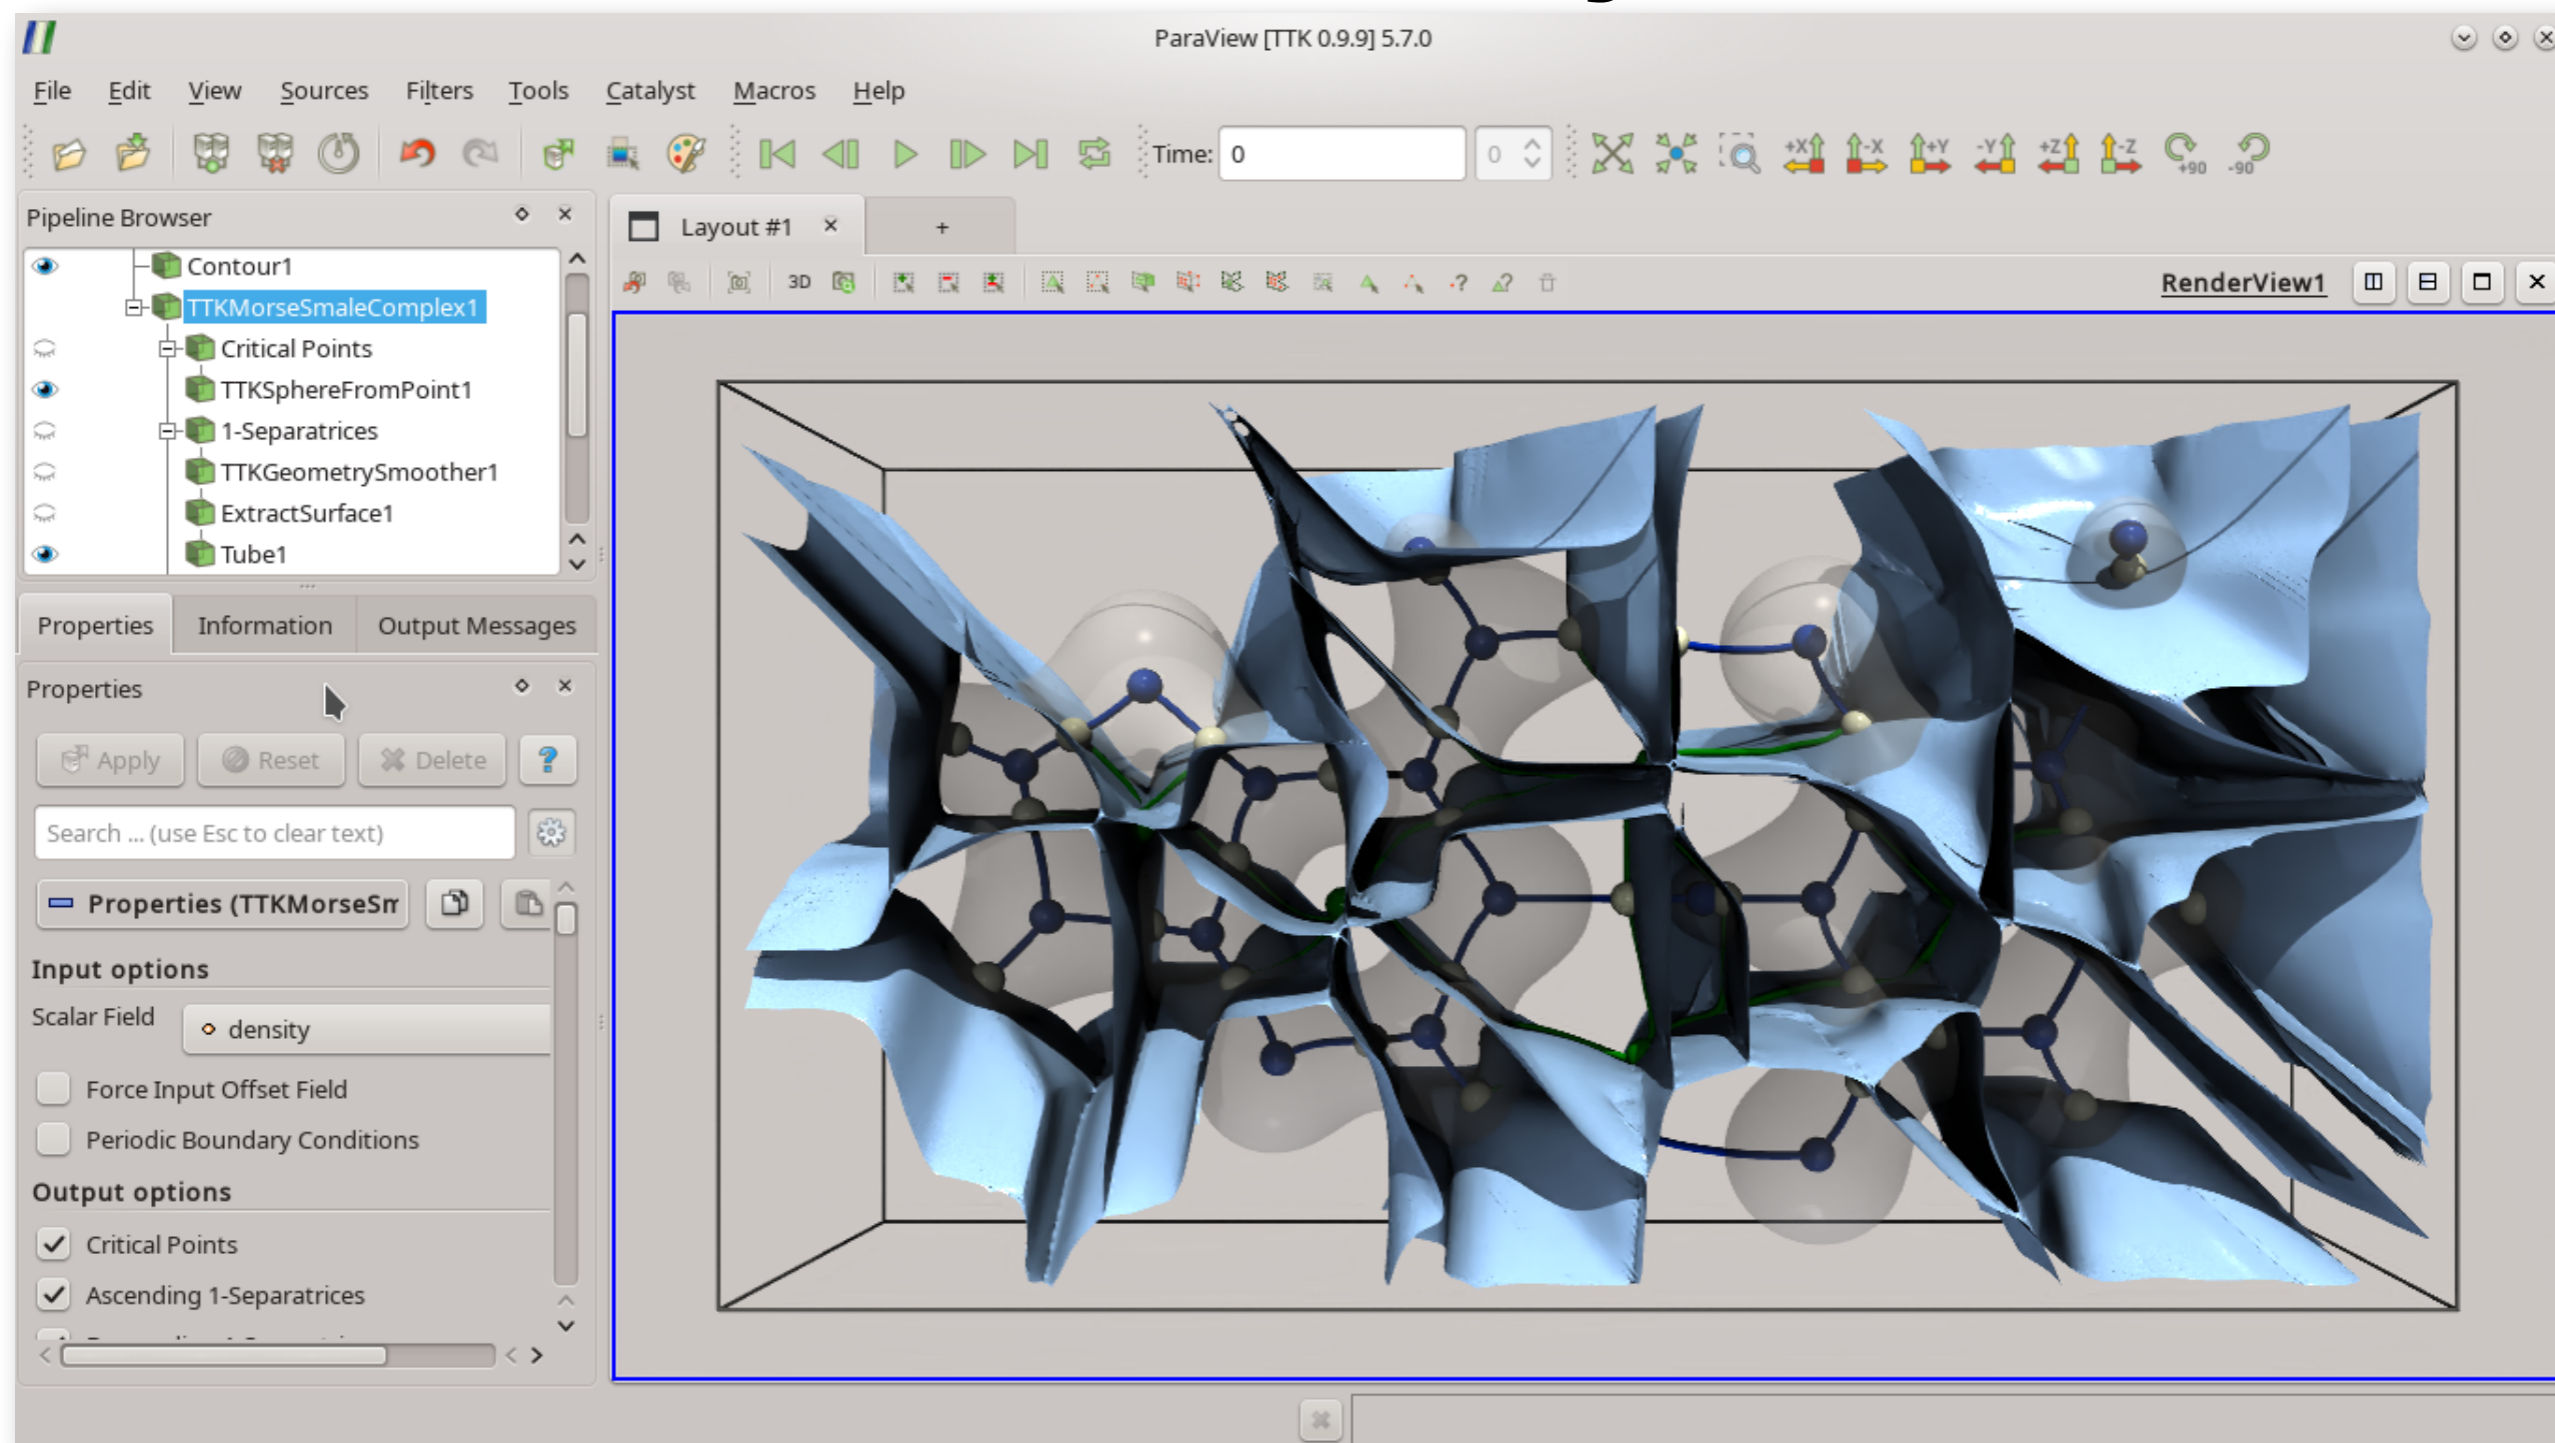 g
ParaView [TTK 0.9.9] 5.7.0
File Edit View Sources Filters Tools Catalyst Macros Help
Time: 0 0 +X -X +Y -Y +Z -Z +90 -90
Pipeline Browser
Layout #1 +
Contour1
3D ? ? RenderView1
TTKMorseSmaleComplex1
Critical Points
TTKSphereFromPoint1
1-Separatrices
TTKGeometrySmoother1
ExtractSurface1
Tube1
Properties Information Output Messages
Properties
Apply Reset Delete ?
Search ... (use Esc to clear text)
Properties (TTKMorseSm
Input options
Scalar Field density
Force Input Offset Field
Periodic Boundary Conditions
Output options
Critical Points
Ascending 1-Separatrices